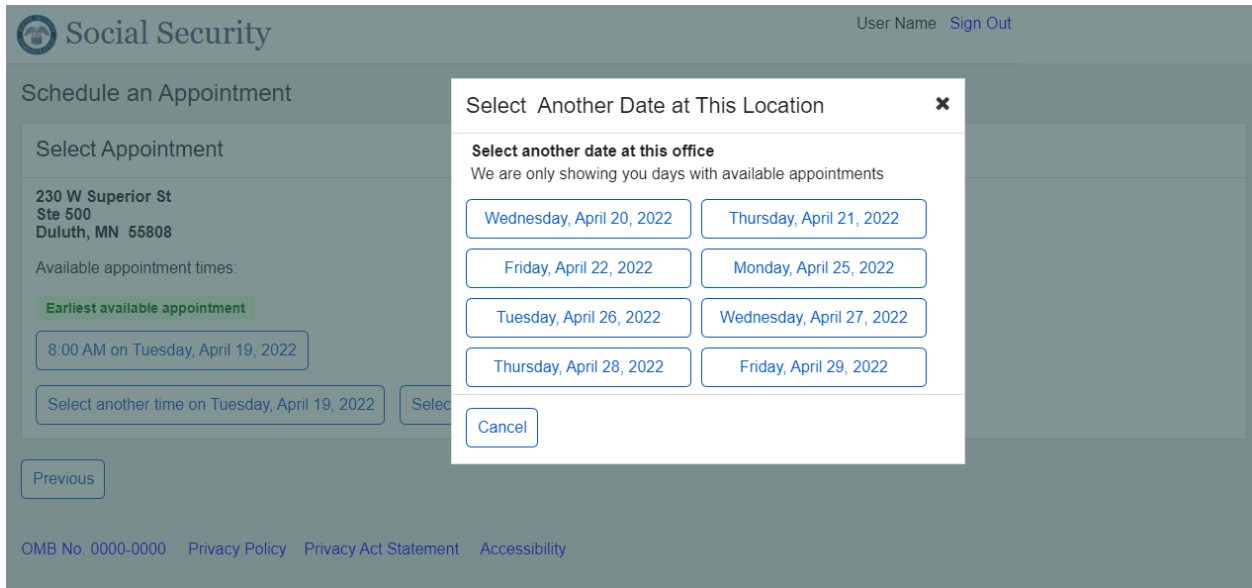 Social Security
User Name Sign Out
Schedule an Appointment
Select Appointment
230 W Superior St
Ste 500
Duluth, MN 55808
Available appointment times:
Earliest available appointment
8:00 AM on Tuesday, April 19, 2022
Select another time on Tuesday, April 19, 2022
Previous
OMB No. 0000-0000 Privacy Policy Privacy Act Statement Accessibility
Select Another Date at This Location
Select another date at this office
We are only showing you days with available appointments
Wednesday, April 20, 2022 Thursday, April 21, 2022
Friday, April 22, 2022 Monday, April 25, 2022
Tuesday, April 26, 2022 Wednesday, April 27, 2022
Thursday, April 28, 2022 Friday, April 29, 2022
Cancel